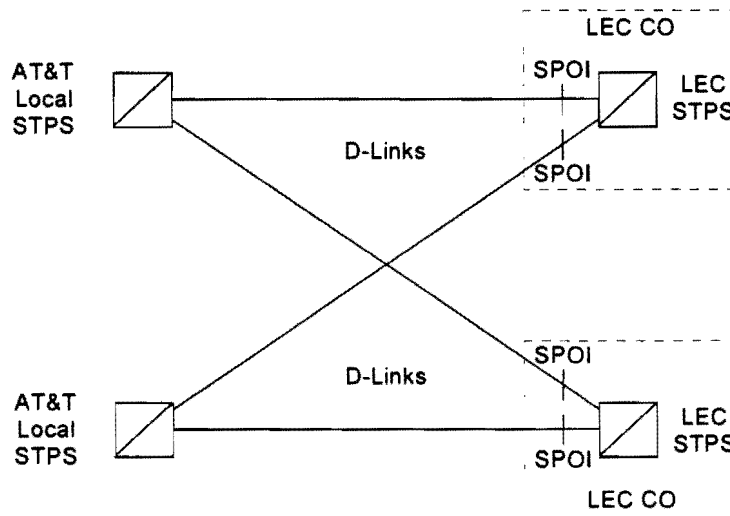 LEC CO
AT&T
Local
STPS
SPOI
LEC
STPS
D-Links
SPOI
SPOI
D-Links
AT&T
Local
STPS
LEC
STPS
SPOI
LEC CO